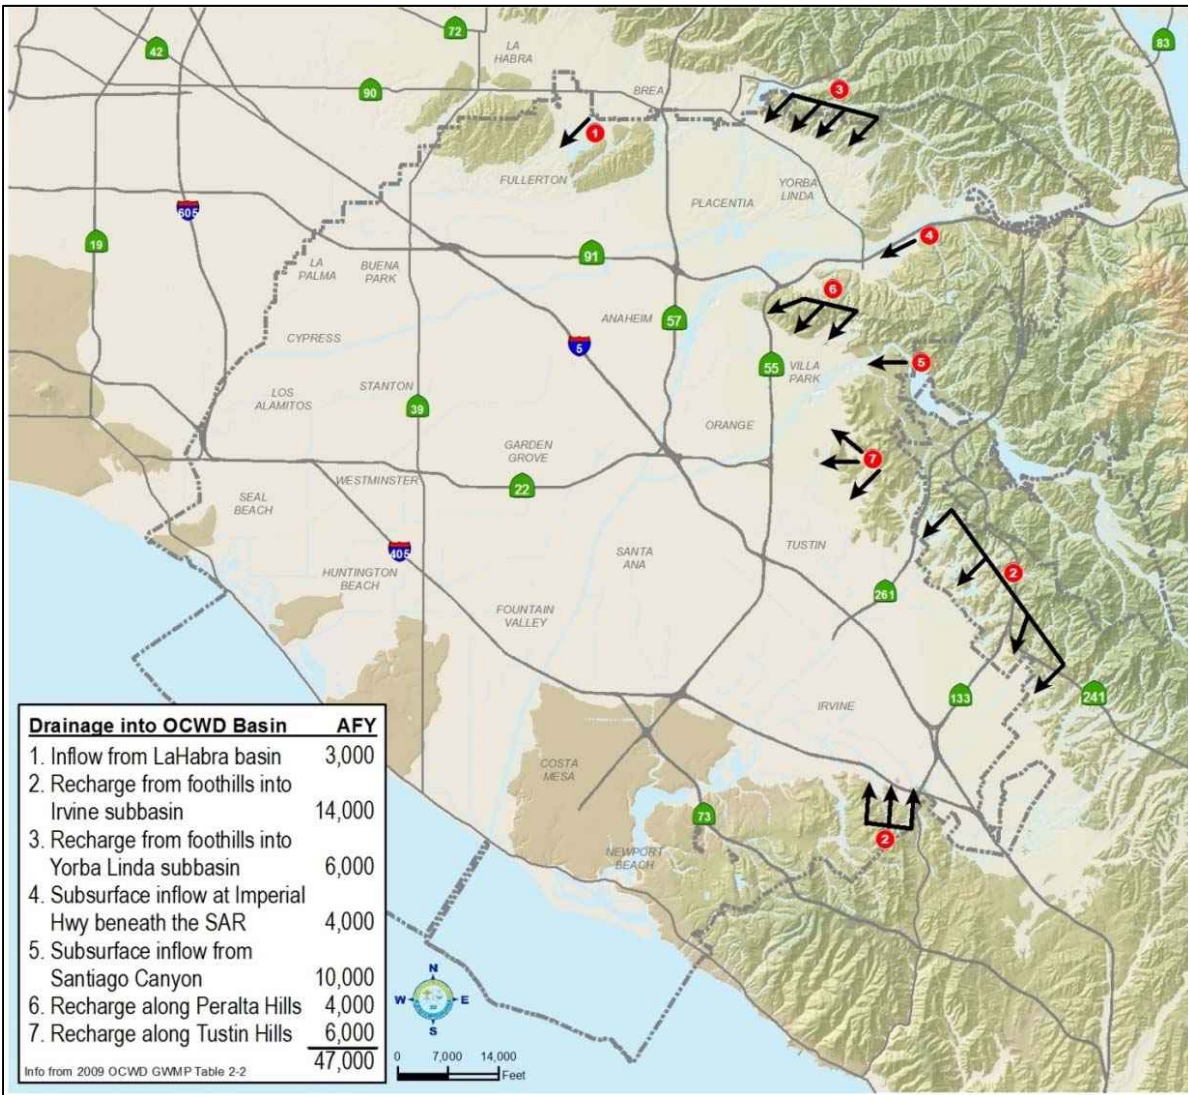 72
83
LA
HABRA
42
90
BREA
3
1
FULLERTON
YORBA
LINDA
PLACENTIA
605
19
91
4
LA
PALMA
BUENA
PARK
6
ANAHEIM
57
CYPRESS
5
55
VILLA
PARK
5
STANTON
LOS
ALAMITOS
39
ORANGE
GARDEN
GROVE
7
22
WESTMINSTER
SEAL
BEACH
405
HUNTINGTON
BEACH
SANTA
ANA
TUSTIN
2
261
FOUNTAIN
VALLEY
133
241
IRVINE
COSTA
MESA
73
2
NEWPORT
BEACH
Drainage into OCWD Basin AFY
1. Inflow from LaHabra basin 3,000
2. Recharge from foothills into
Irvine subbasin 14,000
3. Recharge from foothills into
Yorba Linda subbasin 6,000
4. Subsurface inflow at Imperial
Hwy beneath the SAR 4,000
5. Subsurface inflow from
Santiago Canyon 10,000
6. Recharge along Peralta Hills 4,000
7. Recharge along Tustin Hills 6,000
47,000
Info from 2009 OCWD GWMP Table 2-2
N
W E
S
0 7,000 14,000
Feet